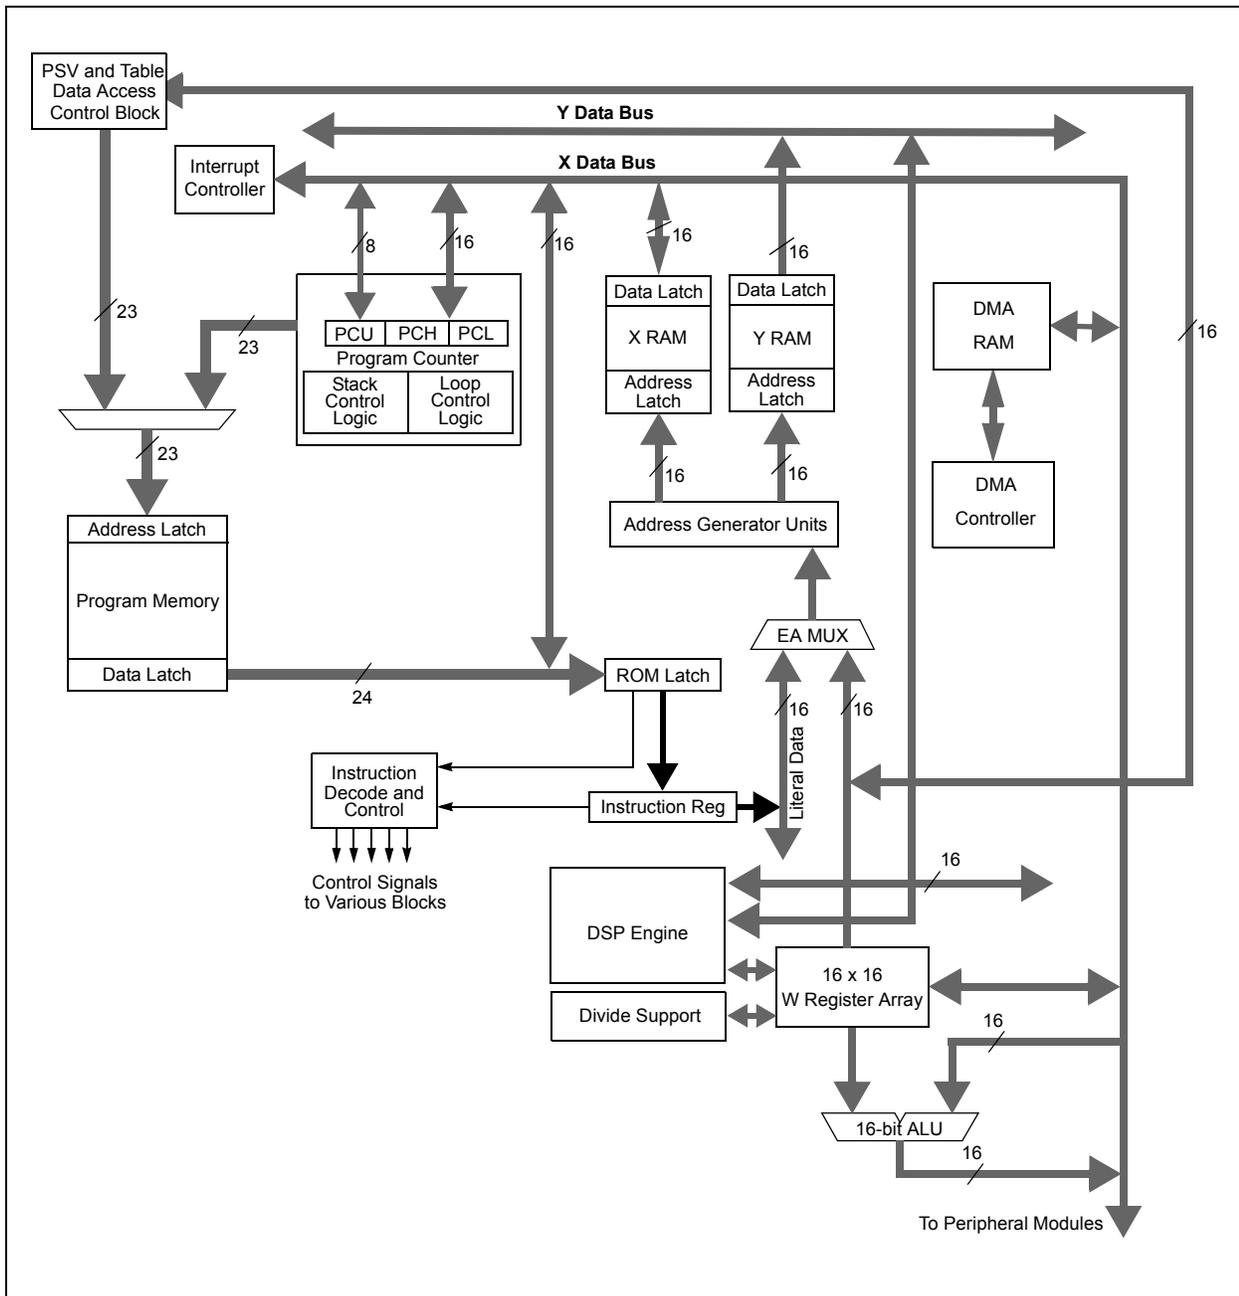 PSV and Table
Data Access
Control Block
Y Data Bus
X Data Bus
Interrupt
Controller
8
16
16
16
16
23
23
16
PCU
PCH
PCL
Program Counter
Stack
Control
Logic
Loop
Control
Logic
Data Latch
X RAM
Address
Latch
Data Latch
Y RAM
Address
Latch
DMA
RAM
23
16
16
DMA
Controller
Address Generator Units
Address Latch
Program Memory
Data Latch
24
EA MUX
ROM Latch
16
16
Literal Data
Instruction
Decode and
Control
Instruction Reg
Control Signals
to Various Blocks
16
DSP Engine
16 x 16
W Register Array
Divide Support
16
16-bit ALU
16
To Peripheral Modules